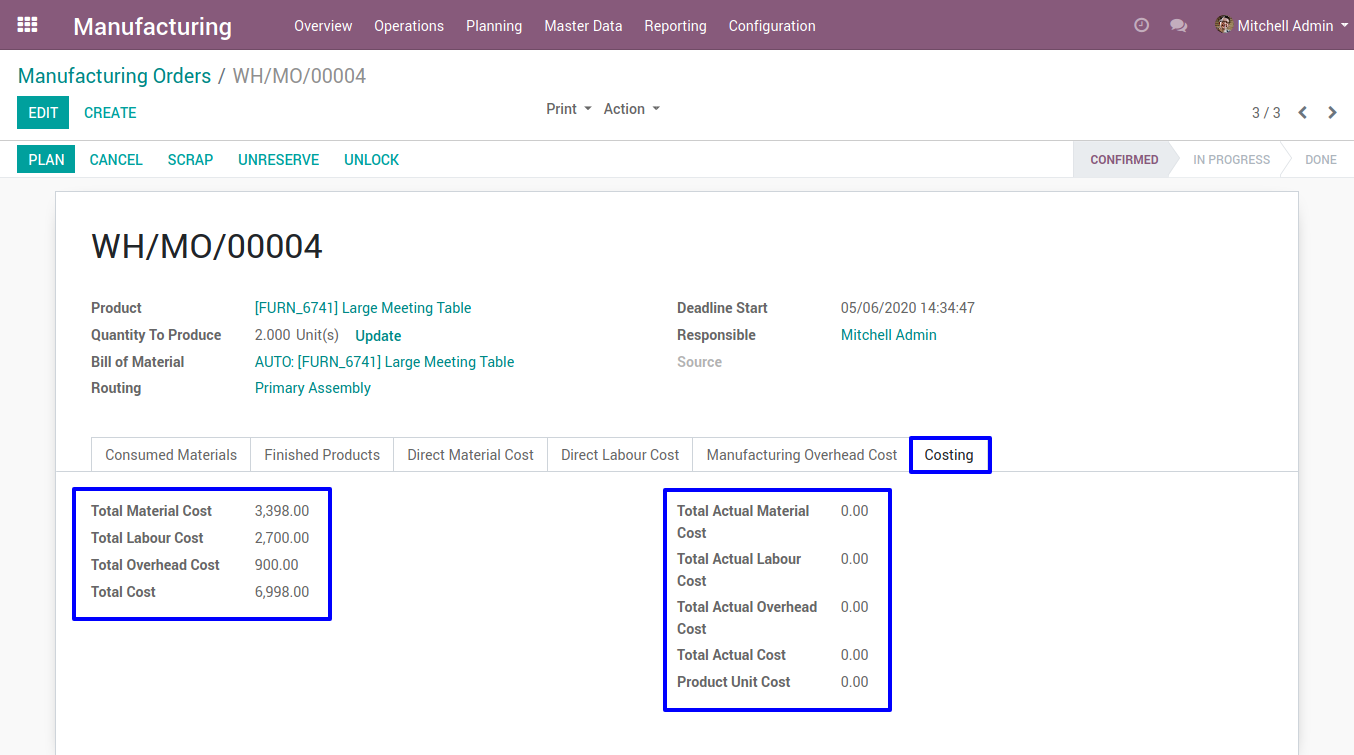 Manufacturing Overview Operations Planning Master Data Reporting Configuration Mitchell Admin
Manufacturing Orders / WH/MO/00004
EDIT CREATE Print Action 3 / 3
PLAN CANCEL SCRAP UNRESERVE UNLOCK CONFIRMED IN PROGRESS DONE
WH/MO/00004
Product [FURN_6741] Large Meeting Table Deadline Start 05/06/2020 14:34:47
Quantity To Produce 2.000 Unit(s) Update Responsible Mitchell Admin
Bill of Material AUTO: [FURN_6741] Large Meeting Table Source
Routing Primary Assembly
Consumed Materials Finished Products Direct Material Cost Direct Labour Cost Manufacturing Overhead Cost Costing
Total Material Cost 3,398.00
Total Labour Cost 2,700.00
Total Overhead Cost 900.00
Total Cost 6,998.00
Total Actual Material 0.00
Cost
Total Actual Labour 0.00
Cost
Total Actual Overhead 0.00
Cost
Total Actual Cost 0.00
Product Unit Cost 0.00